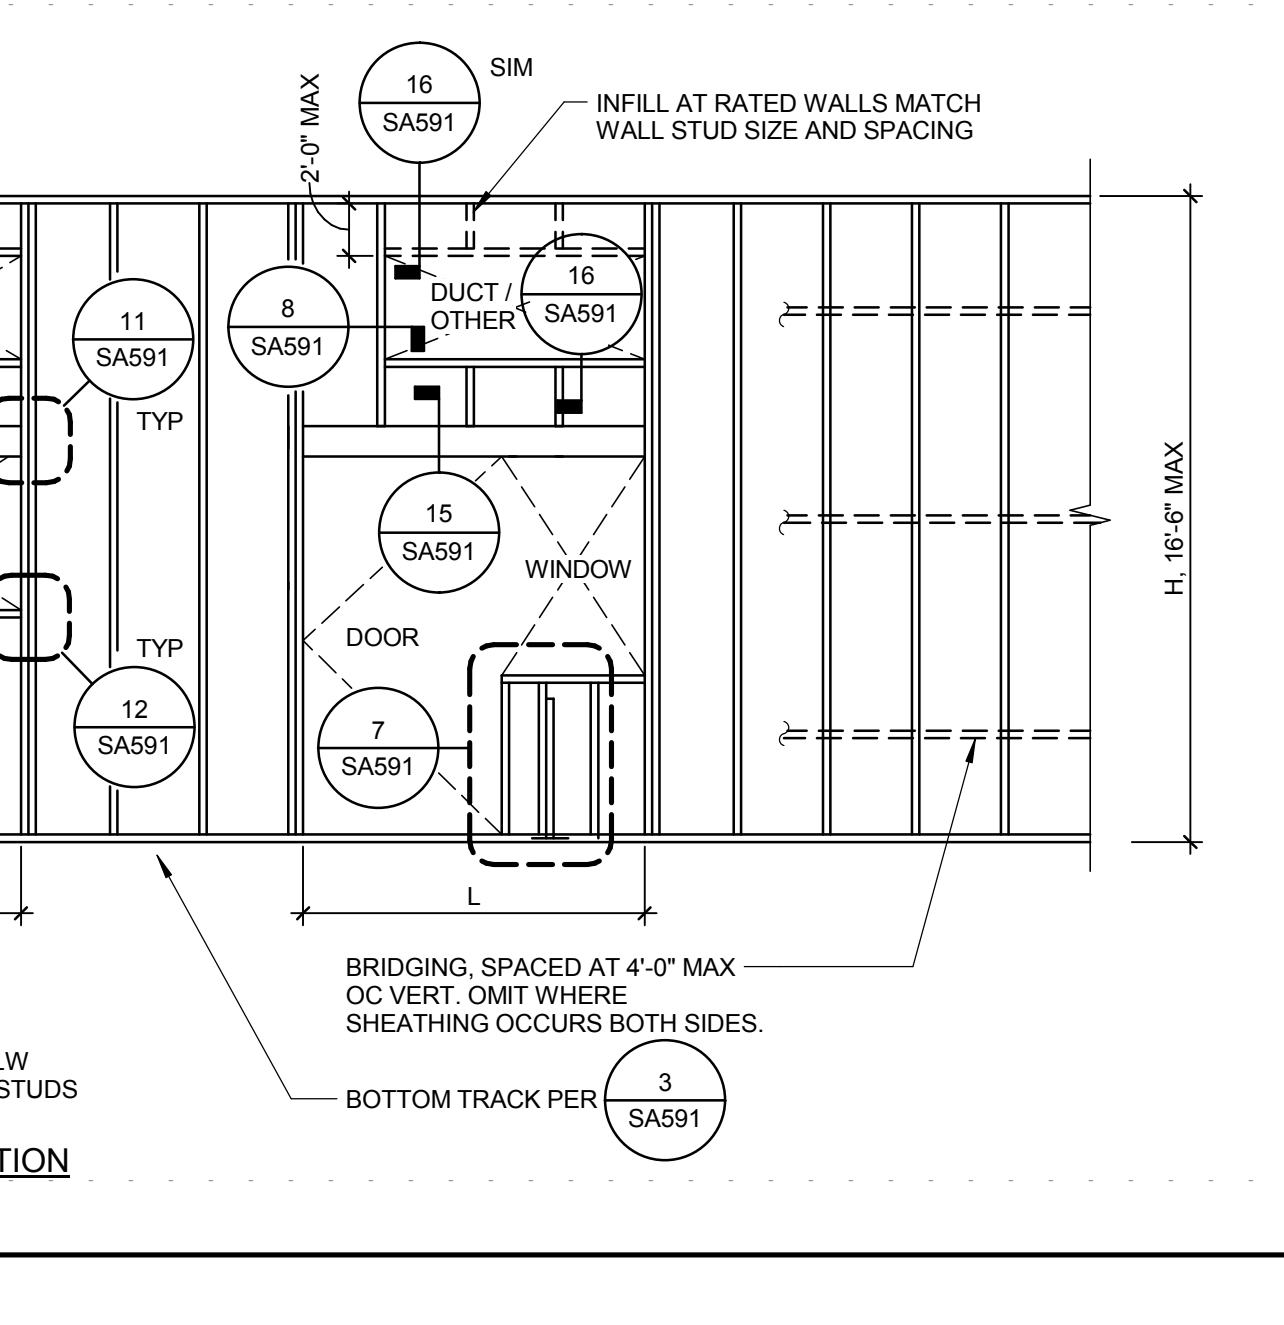 16
SA591
SIM
2'-0" MAX
INFILL AT RATED WALLS MATCH
WALL STUD SIZE AND SPACING
11
SA591
TYP
8
SA591
DUCT /
OTHER
16
SA591
15
SA591
WINDOW
DOOR
H, 16'-6" MAX
TYP
12
SA591
7
SA591
L
BRIDGING, SPACED AT 4'-0" MAX
OC VERT. OMIT WHERE
SHEATHING OCCURS BOTH SIDES.
LW
STUDS
BOTTOM TRACK PER
3
SA591
TION